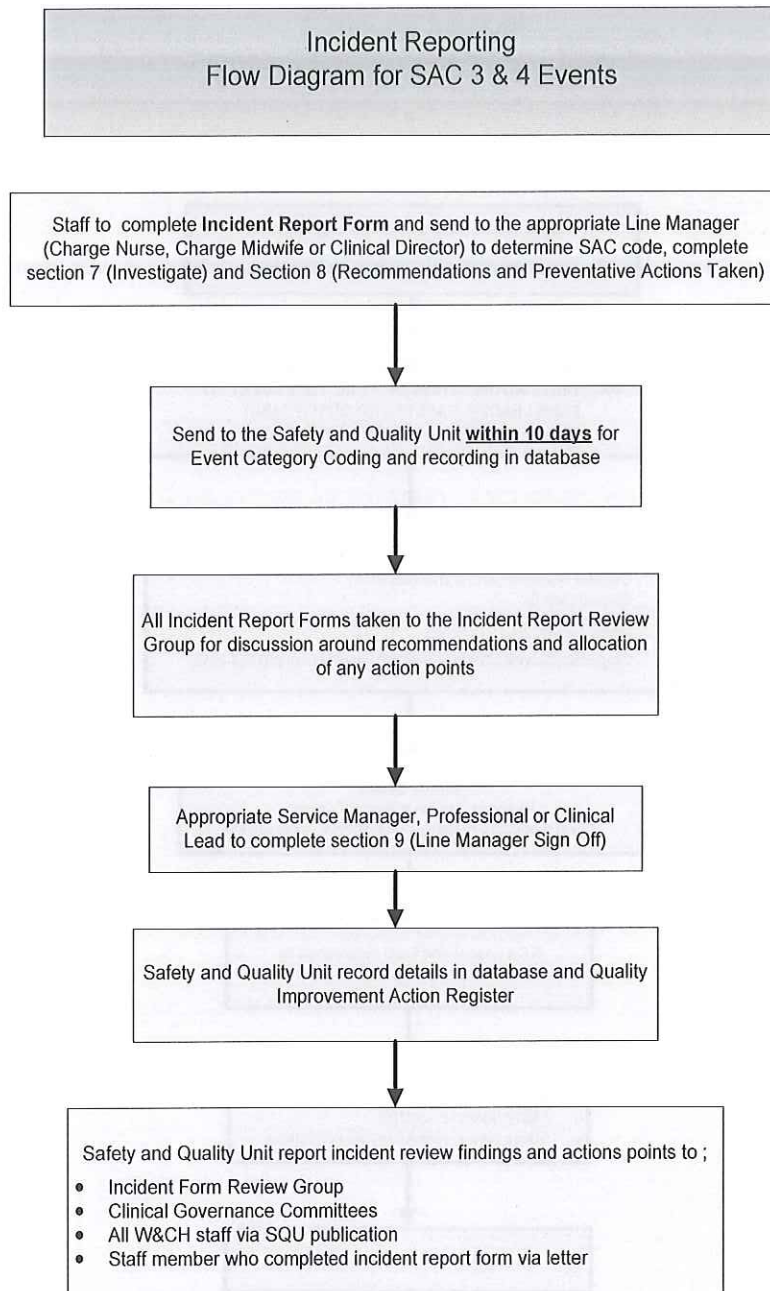 Incident Reporting
Flow Diagram for SAC 3 & 4 Events
Staff to complete Incident Report Form and send to the appropriate Line Manager
(Charge Nurse, Charge Midwife or Clinical Director) to determine SAC code, complete
section 7 (Investigate) and Section 8 (Recommendations and Preventative Actions Taken)
Send to the Safety and Quality Unit within 10 days for
Event Category Coding and recording in database
All Incident Report Forms taken to the Incident Report Review
Group for discussion around recommendations and allocation
of any action points
Appropriate Service Manager, Professional or Clinical
Lead to complete section 9 (Line Manager Sign Off)
Safety and Quality Unit record details in database and Quality
Improvement Action Register
Safety and Quality Unit report incident review findings and actions points to ;
• Incident Form Review Group
• Clinical Governance Committees
• All W&CH staff via SQU publication
• Staff member who completed incident report form via letter